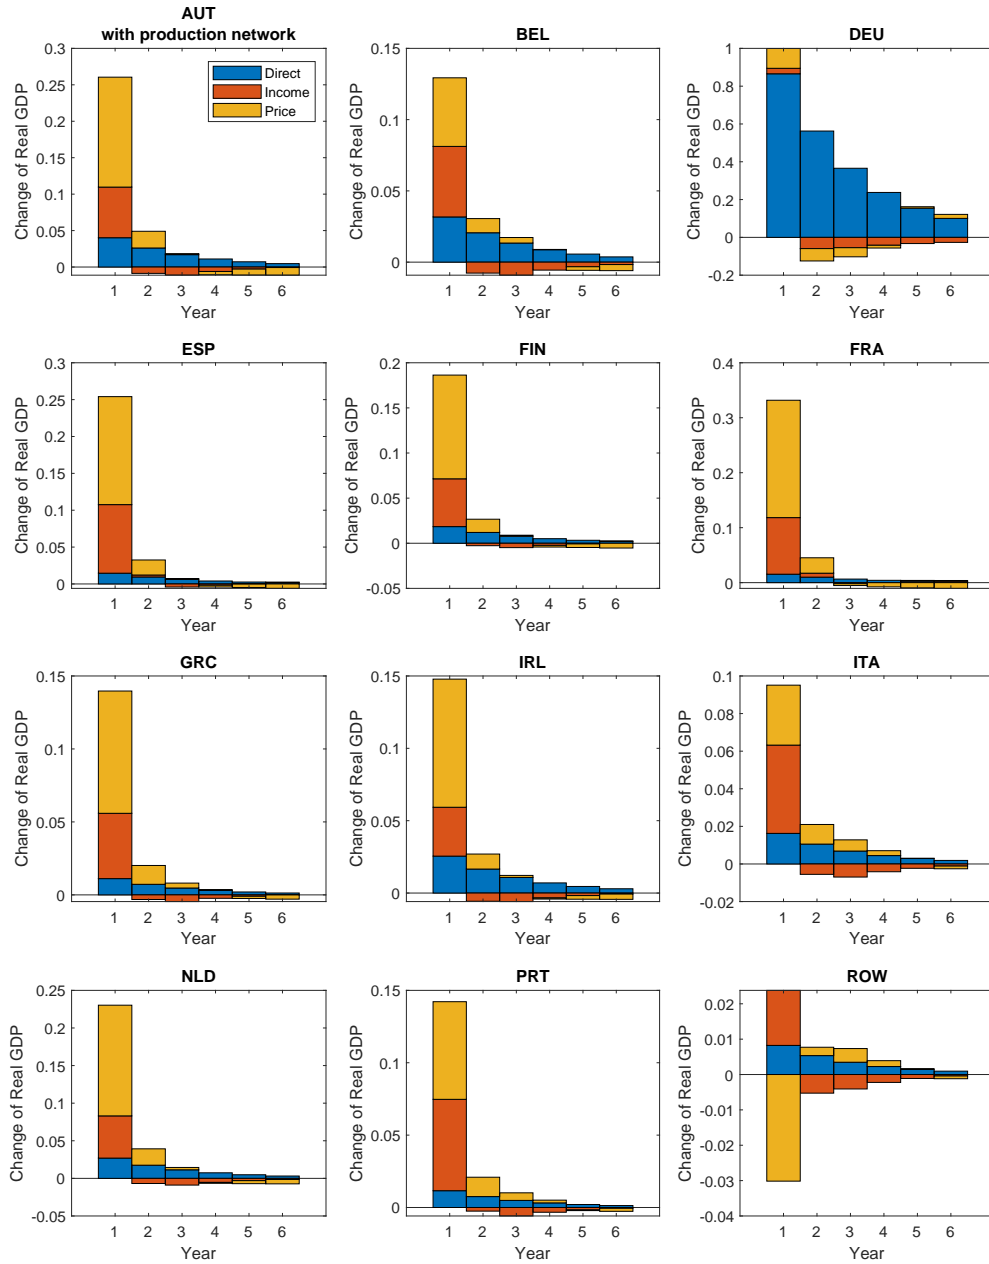 AUT
with production network
0.3
0.25
0.2
0.15
0.1
0.05
0
Change of Real GDP
Direct
Income
Price
1 2 3 4 5 6
Year
BEL
0.15
0.1
0.05
0
Change of Real GDP
1 2 3 4 5 6
Year
DEU
1
0.8
0.6
0.4
0.2
0
-0.2
Change of Real GDP
1 2 3 4 5 6
Year
ESP
0.3
0.25
0.2
0.15
0.1
0.05
0
Change of Real GDP
1 2 3 4 5 6
Year
FIN
0.2
0.15
0.1
0.05
0
-0.05
Change of Real GDP
1 2 3 4 5 6
Year
FRA
0.4
0.3
0.2
0.1
0
Change of Real GDP
1 2 3 4 5 6
Year
GRC
0.15
0.1
0.05
0
Change of Real GDP
1 2 3 4 5 6
Year
IRL
0.15
0.1
0.05
0
Change of Real GDP
1 2 3 4 5 6
Year
ITA
0.1
0.08
0.06
0.04
0.02
0
-0.02
Change of Real GDP
1 2 3 4 5 6
Year
NLD
0.25
0.2
0.15
0.1
0.05
0
-0.05
Change of Real GDP
1 2 3 4 5 6
Year
PRT
0.15
0.1
0.05
0
Change of Real GDP
1 2 3 4 5 6
Year
ROW
0.02
0.01
0
-0.01
-0.02
-0.03
-0.04
Change of Real GDP
1 2 3 4 5 6
Year